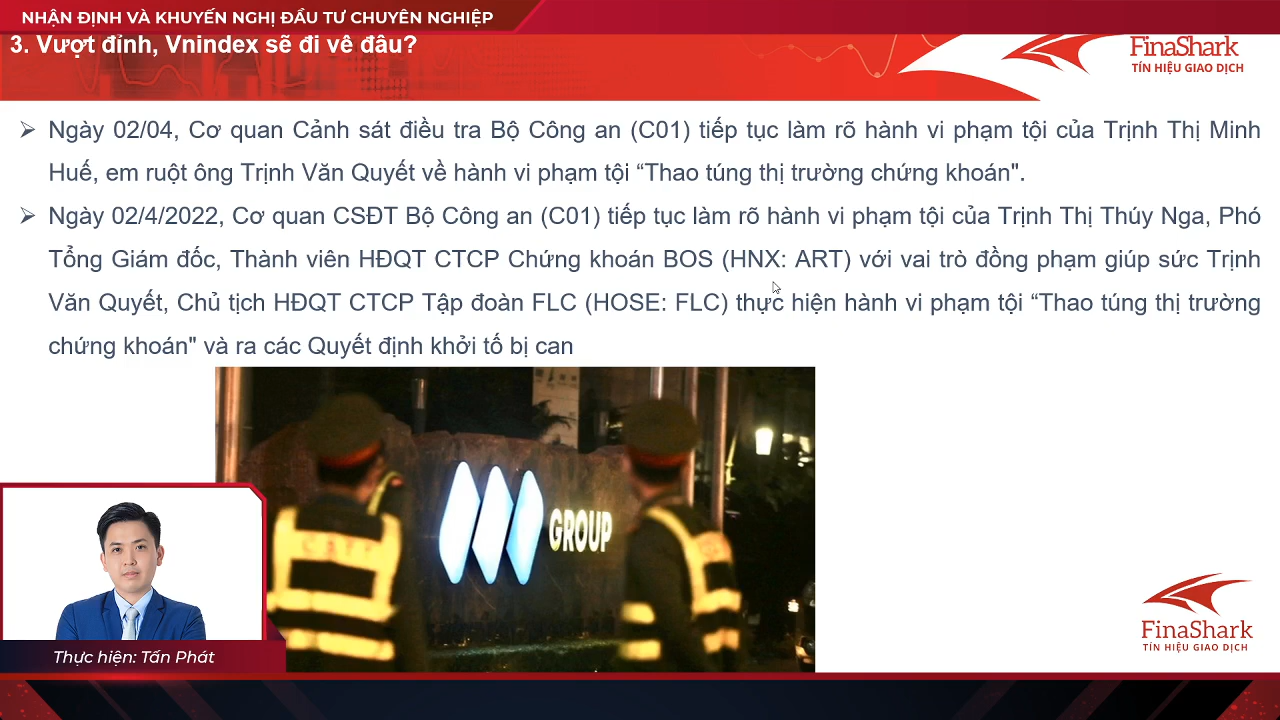 NHẬN ĐỊNH VÀ KHUYẾN NGHỊ ĐẦU TƯ CHUYÊN NGHIỆP
3. Vượt đỉnh, Vnindex sẽ đi về đâu?
FinaShark
TÍN HIỆU GIAO DỊCH
Ngày 02/04, Cơ quan Cảnh sát điều tra Bộ Công an (C01) tiếp tục làm rõ hành vi phạm tội của Trịnh Thị Minh
Huế, em ruột ông Trịnh Văn Quyết về hành vi phạm tội “Thao túng thị trường chứng khoán".
Ngày 02/4/2022, Cơ quan CSĐT Bộ Công an (C01) tiếp tục làm rõ hành vi phạm tội của Trịnh Thị Thúy Nga, Phó
Tổng Giám đốc, Thành viên HĐQT CTCP Chứng khoán BOS (HNX: ART) với vai trò đồng phạm giúp sức Trịnh
Văn Quyết, Chủ tịch HĐQT CTCP Tập đoàn FLC (HOSE: FLC) thực hiện hành vi phạm tội “Thao túng thị trường
chứng khoán" và ra các Quyết định khởi tố bị can
GROUP
Thực hiện: Tấn Phát
FinaShark
TÍN HIỆU GIAO DỊCH